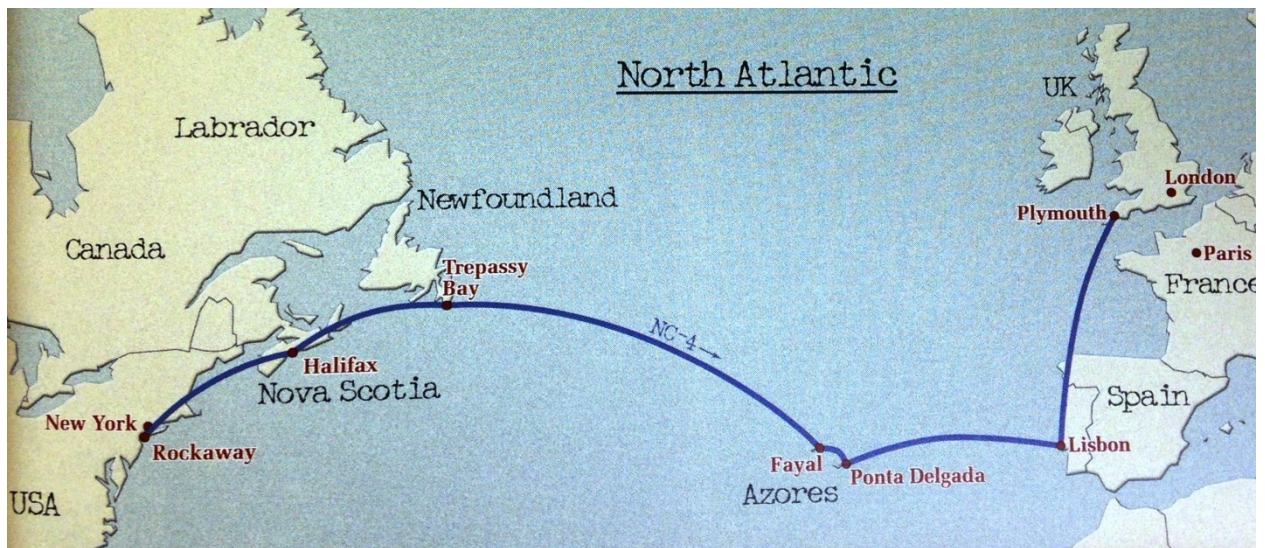 North Atlantic
UK
Labrador
London
Newfoundland
Plymouth
Canada
Paris
Trepassy
Bay
France
NC-4
Halifax
Nova Scotia
Spain
New York
Rockaway
Lisbon
Fayal
Ponta Delgada
Azores
USA